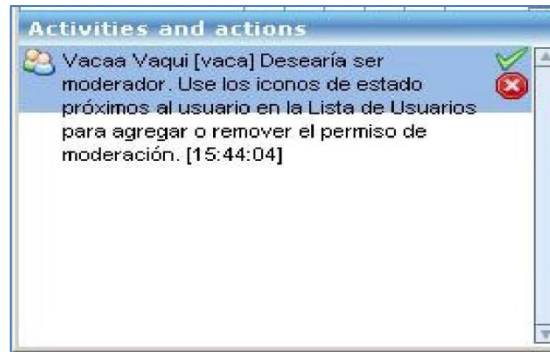 Activities and actions
Vacaa Vaqui [vaca] Desearía ser
moderador. Use los iconos de estado
próximos al usuario en la Lista de Usuarios
para agregar o remover el permiso de
moderación. [15:44:04]